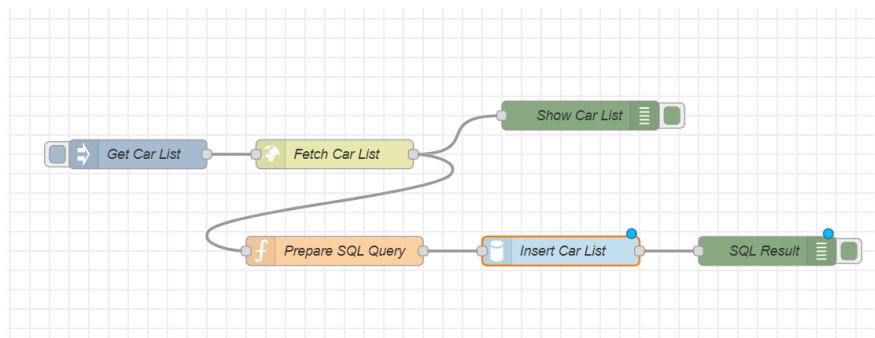 Show Car List
Get Car List
Fetch Car List
Prepare SQL Query
Insert Car List
SQL Result